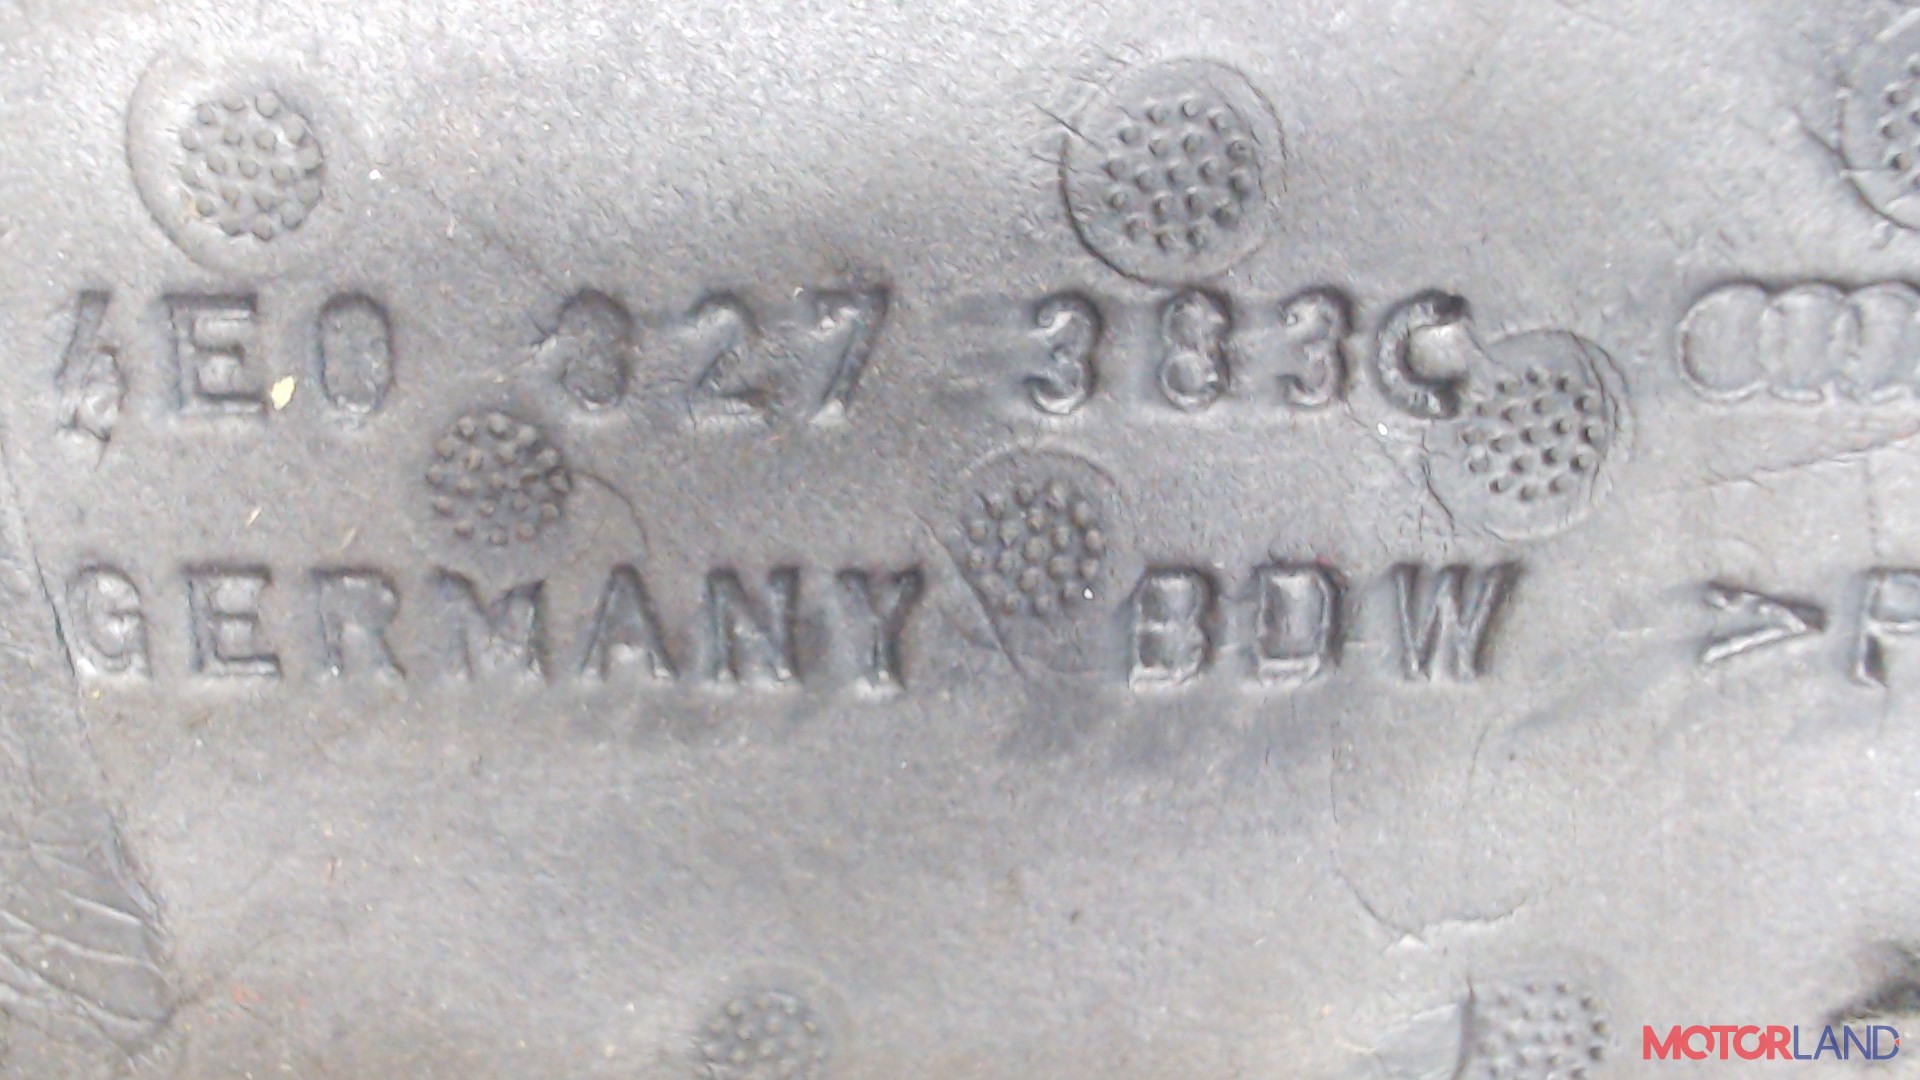 4E0 827 383C
GERMANY BDW >P
MOTORLAND